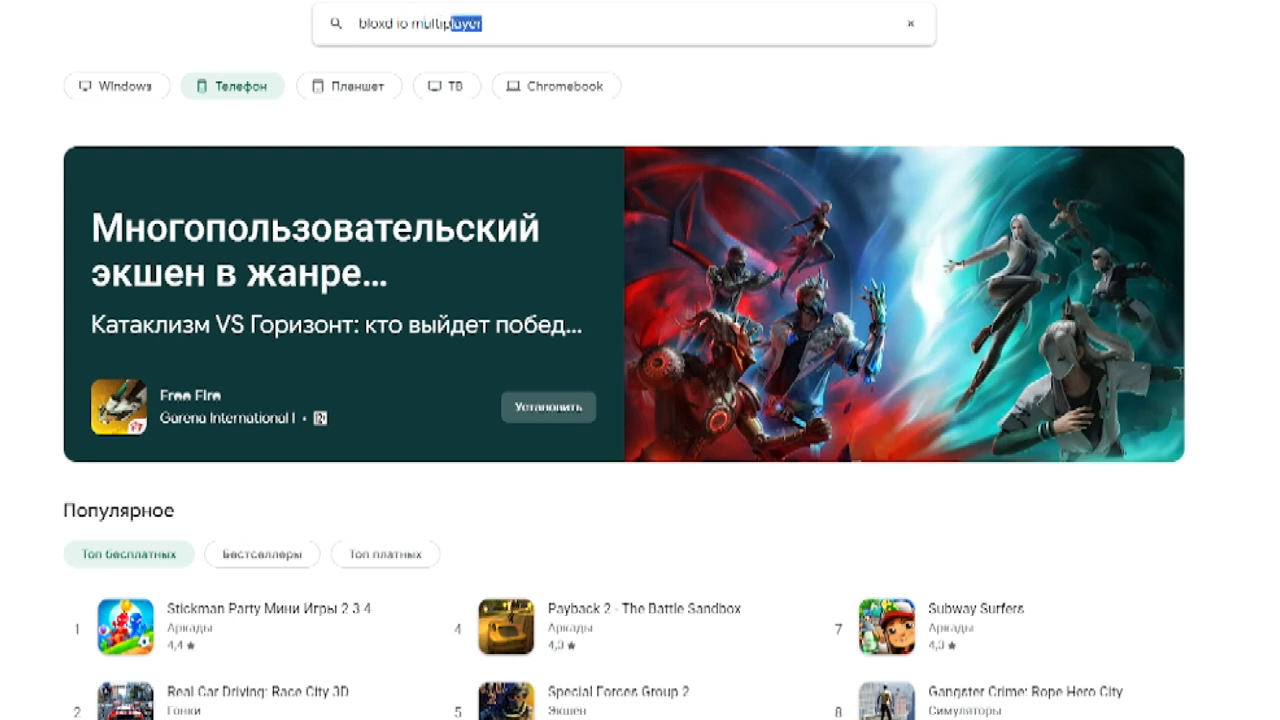 bloxd io multiplayer
Windows Телефон Планшет ТВ Chromebook
Многопользовательский
экшен в жанре...
Катаклизм VS Горизонт: кто выйдет побед...
Free Fire
Garena International I • 12+
Установить
Популярное
Топ бесплатных Бестселлеры Топ платных
1 Stickman Party Мини Игры 2 3 4
Аркады
4,4 ★
4 Payback 2 - The Battle Sandbox
Аркады
4,3 ★
7 Subway Surfers
Аркады
4,3 ★
2 Real Car Driving: Race City 3D
Гонки
5 Special Forces Group 2
Экшен
8 Gangster Crime: Rope Hero City
Симуляторы